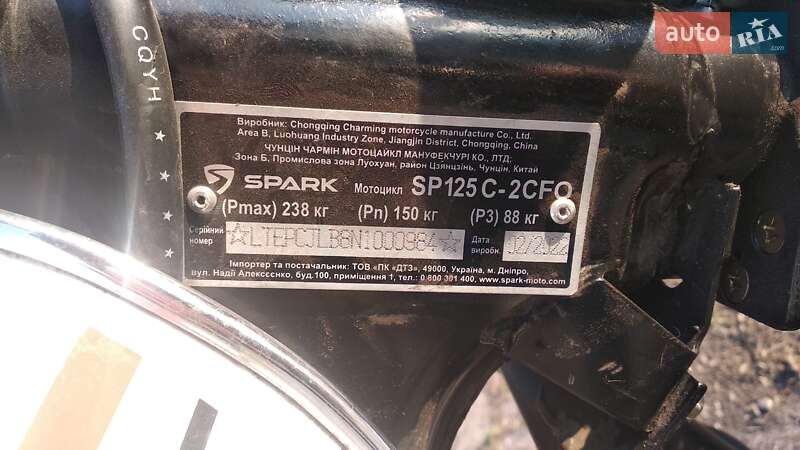 auto RIA
.com
CQYH ★ ★ ★ ★
Виробник: Chongqing Charming motorcycle manufacture Co., Ltd.
Area B, Luohuang Industry Zone, Jiangjin District, Chongqing, China
ЧУНЦІН ЧАРМІН МОТОЦАЙКЛ МАНУФЕКЧУРІ КО., ЛТД;
Зона Б, Промислова зона Луохуан, район Цзянцзінь, Чунцін, Китай
SPARK Мотоцикл SP125C-2CFO
(Pmax) 238 кг (Pn) 150 кг (P3) 88 кг
Серійний номер ☆LTEPCJLB8N1000984☆ Дата виробн. 02/2022
Імпортер та постачальник: ТОВ «ПК «ДТЗ», 49000, Україна, м. Дніпро,
вул. Надії Алексєєнко, буд.100, приміщення 1, тел.: 0 800 301 400, www.spark-moto.com